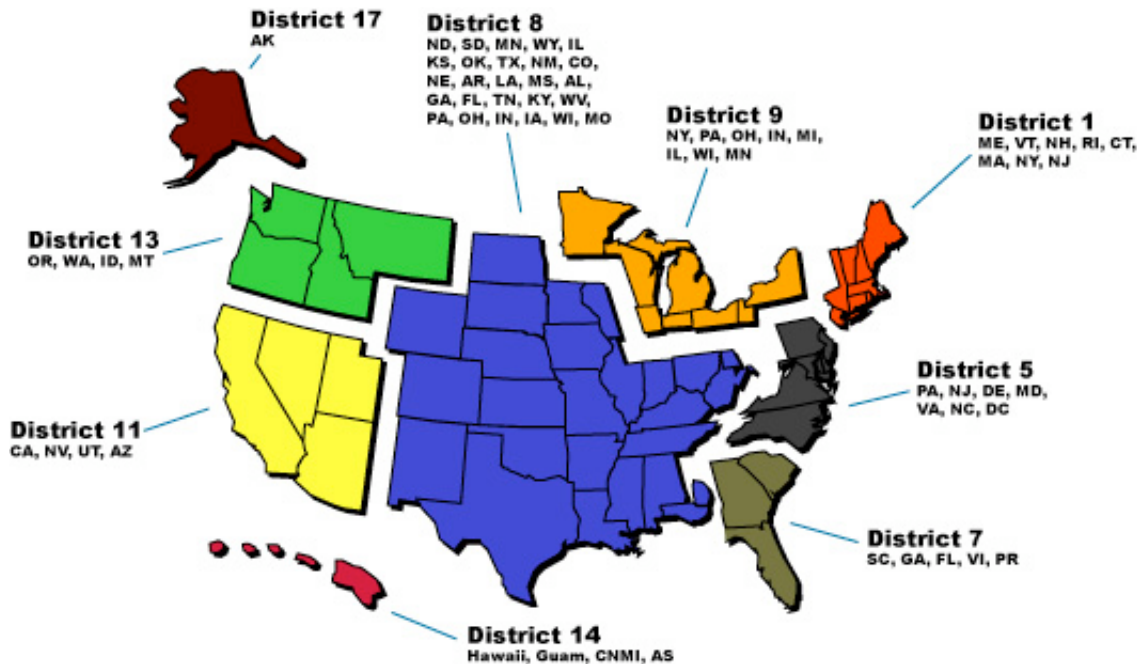 District 17
AK
District 8
ND, SD, MN, WY, IL
KS, OK, TX, NM, CO,
NE, AR, LA, MS, AL,
GA, FL, TN, KY, WV,
PA, OH, IN, IA, WI, MO
District 9
NY, PA, OH, IN, MI,
IL, WI, MN
District 1
ME, VT, NH, RI, CT,
MA, NY, NJ
District 13
OR, WA, ID, MT
District 5
PA, NJ, DE, MD,
VA, NC, DC
District 11
CA, NV, UT, AZ
District 7
SC, GA, FL, VI, PR
District 14
Hawaii, Guam, CNMI, AS